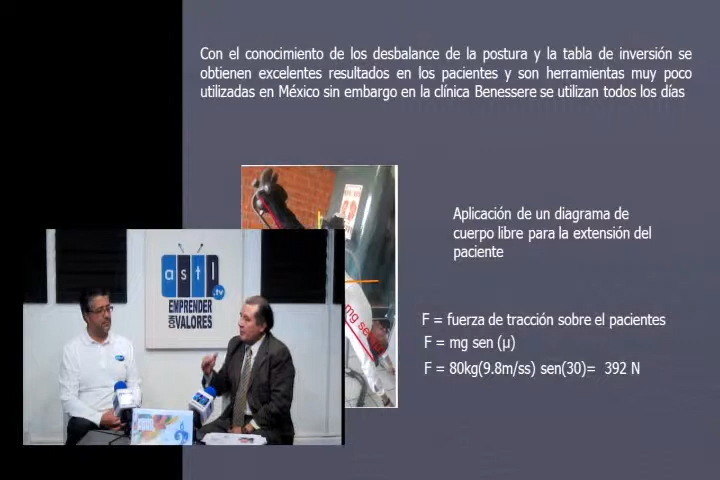 Con el conocimiento de los desbalance de la postura y la tabla de inversión se
obtienen excelentes resultados en los pacientes y son herramientas muy poco
utilizadas en México sin embargo en la clínica Benessere se utilizan todos los días
Aplicación de un diagrama de
cuerpo libre para la extensión del
paciente
F = fuerza de tracción sobre el pacientes
F = mg sen (µ)
F = 80kg(9.8m/ss) sen(30)= 392 N
astl.tv
EMPRENDER
CON VALORES
mg sen